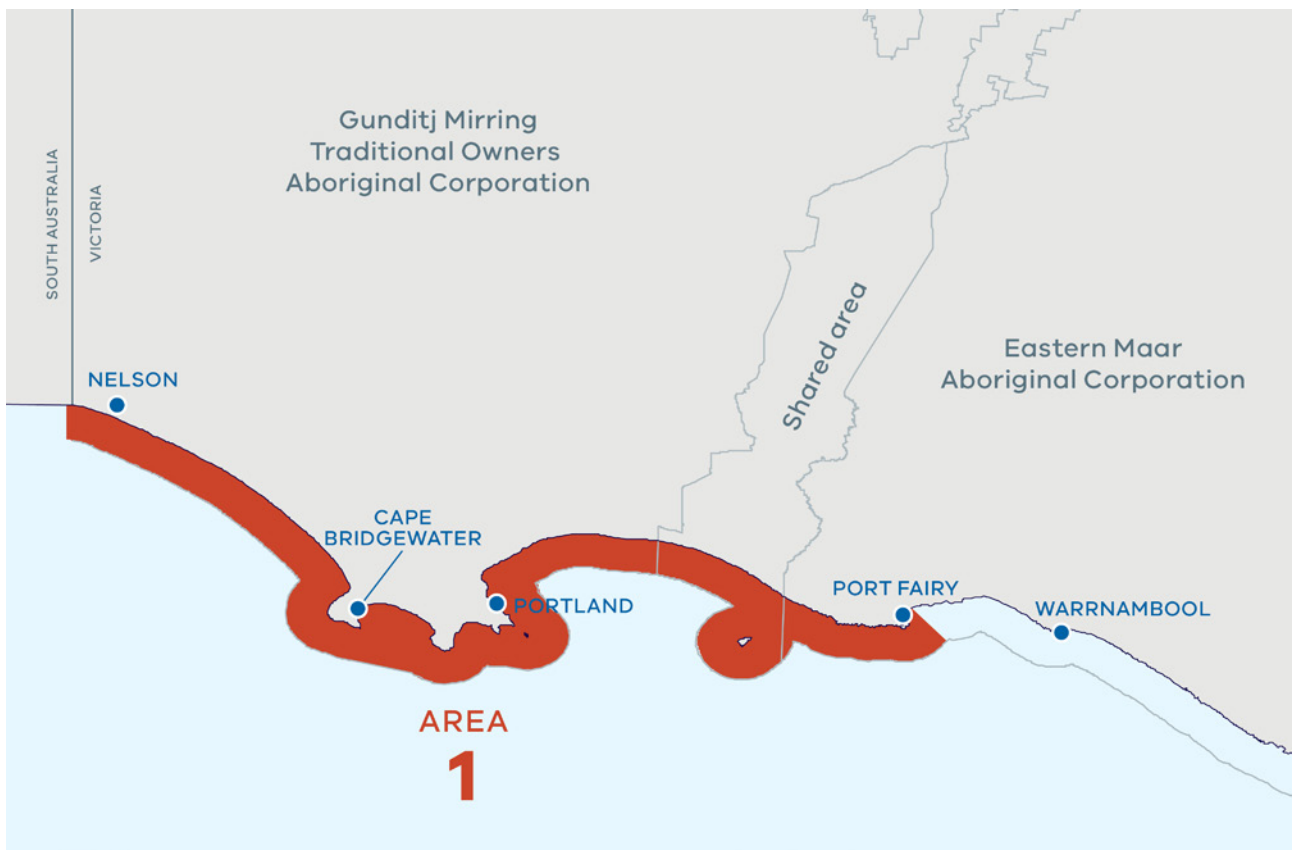 Gunditj Mirring
Traditional Owners
Aboriginal Corporation
SOUTH AUSTRALIA
VICTORIA
Shared area
Eastern Maar
Aboriginal Corporation
NELSON
CAPE
BRIDGEWATER
PORTLAND
PORT FAIRY
WARRNAMBOOL
AREA
1